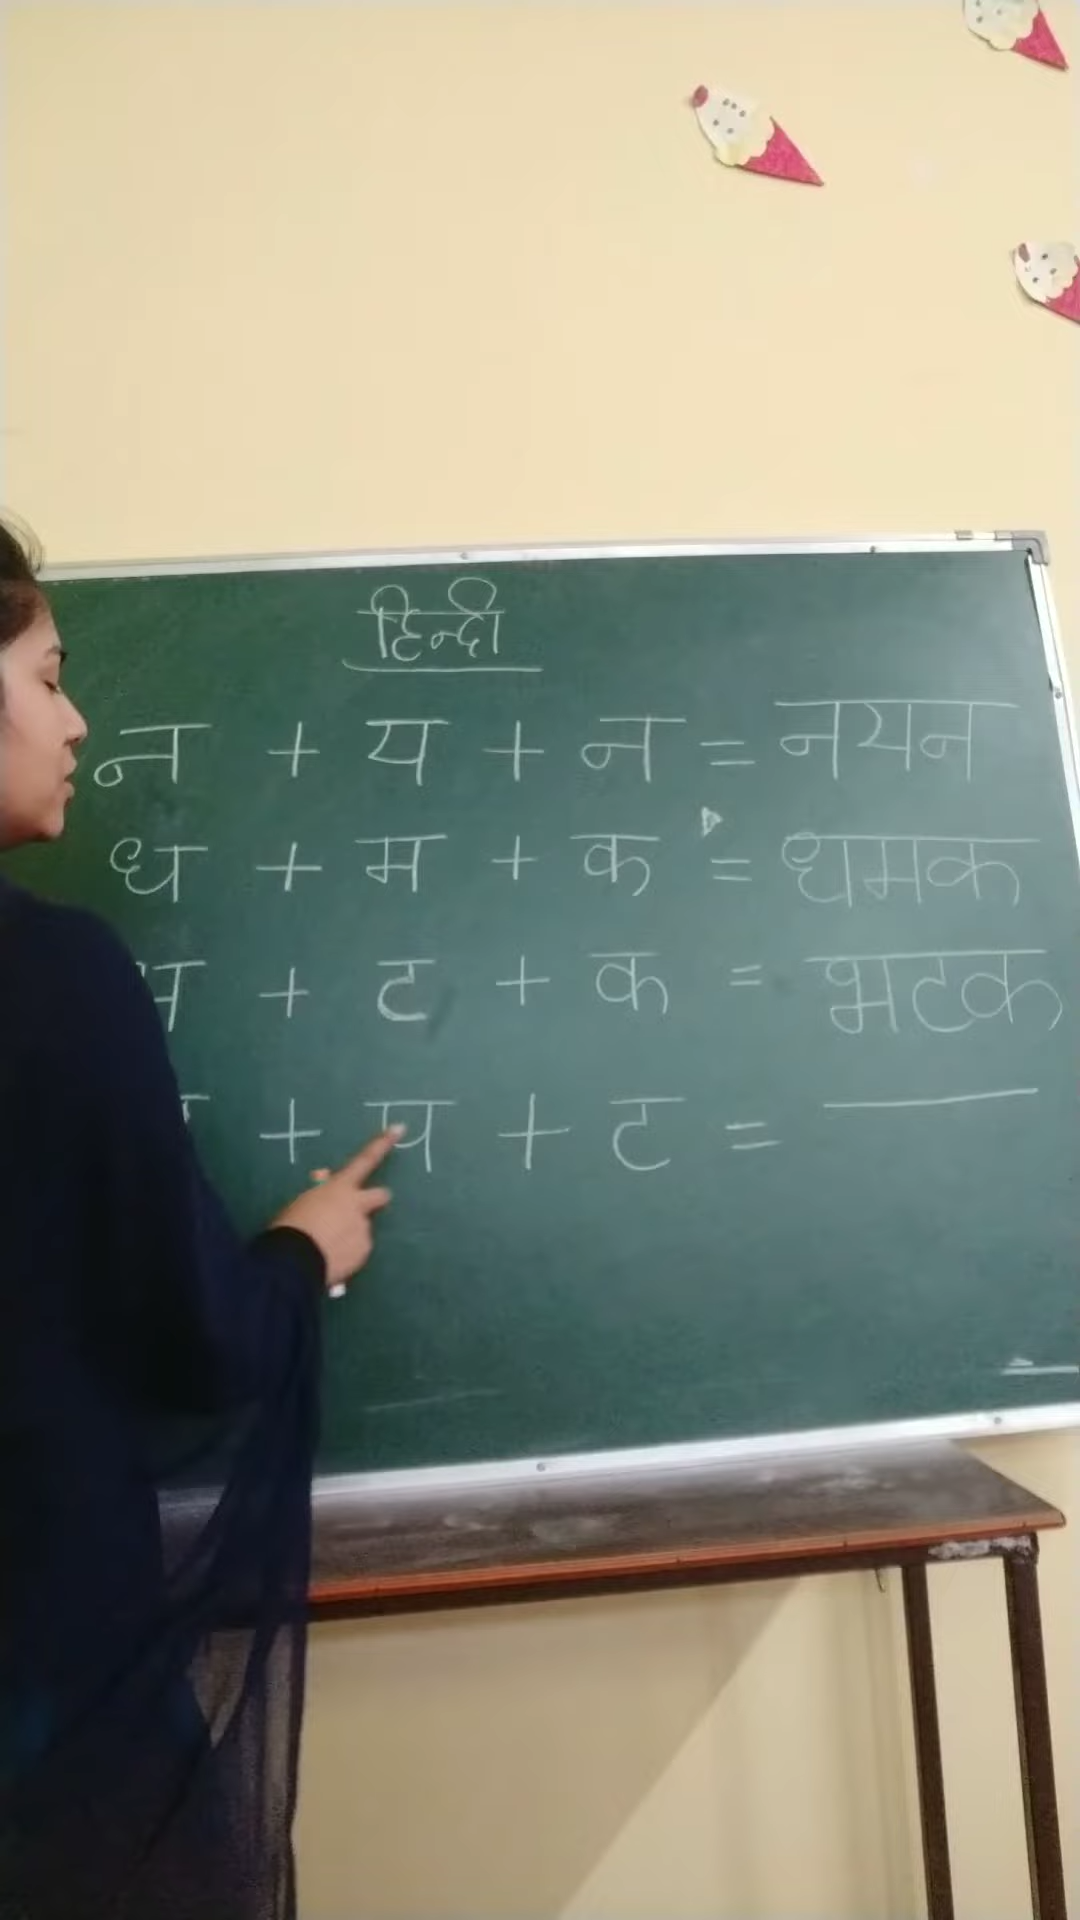 हिन्दी
न + य + न = नयन
ध + म + क = धमक
+ ट + क = भटक
+ प + ट =